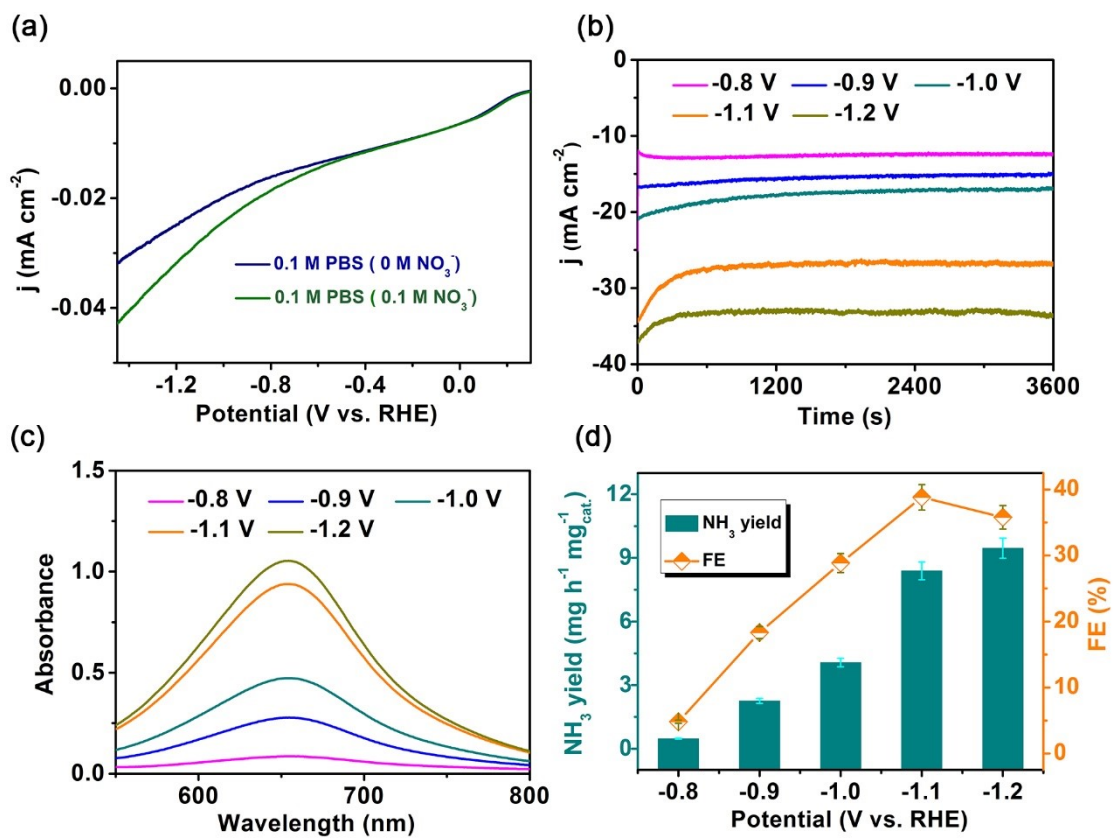 (a)
0.00
-0.02
-0.04
j (mA cm⁻²)
0.1 M PBS ( 0 M NO₃⁻)
0.1 M PBS ( 0.1 M NO₃⁻)
-1.2 -0.8 -0.4 0.0
Potential (V vs. RHE)
(b)
0
-10
-20
-30
-40
j (mA cm⁻²)
-0.8 V -0.9 V -1.0 V
-1.1 V -1.2 V
0 1200 2400 3600
Time (s)
(c)
1.5
1.0
0.5
0.0
Absorbance
-0.8 V -0.9 V -1.0 V
-1.1 V -1.2 V
600 700 800
Wavelength (nm)
(d)
12
9
6
3
0
NH₃ yield (mg h⁻¹ mg⁻¹cat.)
NH₃ yield
FE
40
30
20
10
0
FE (%)
-0.8 -0.9 -1.0 -1.1 -1.2
Potential (V vs. RHE)